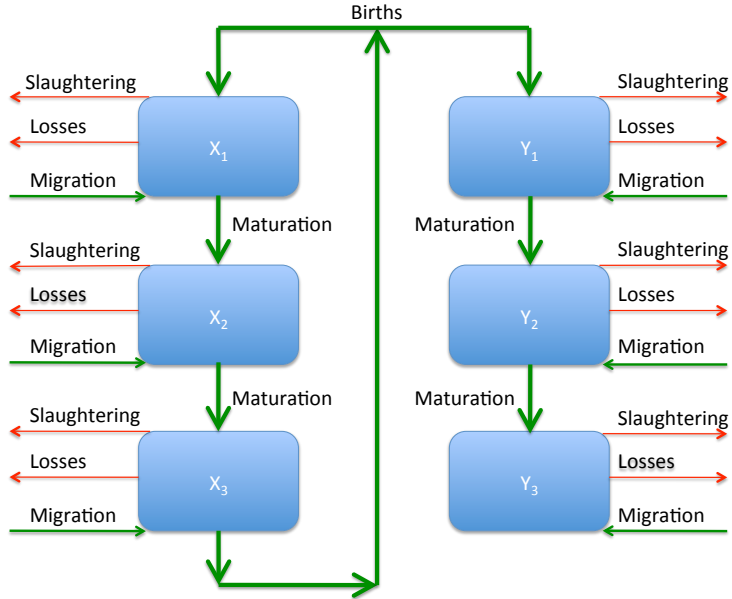 Births
Slaughtering
Slaughtering
Losses
Losses
X1
Y1
Migration
Migration
Maturation
Maturation
Slaughtering
Slaughtering
Losses
Losses
X2
Y2
Migration
Migration
Maturation
Maturation
Slaughtering
Slaughtering
Losses
Losses
X3
Y3
Migration
Migration